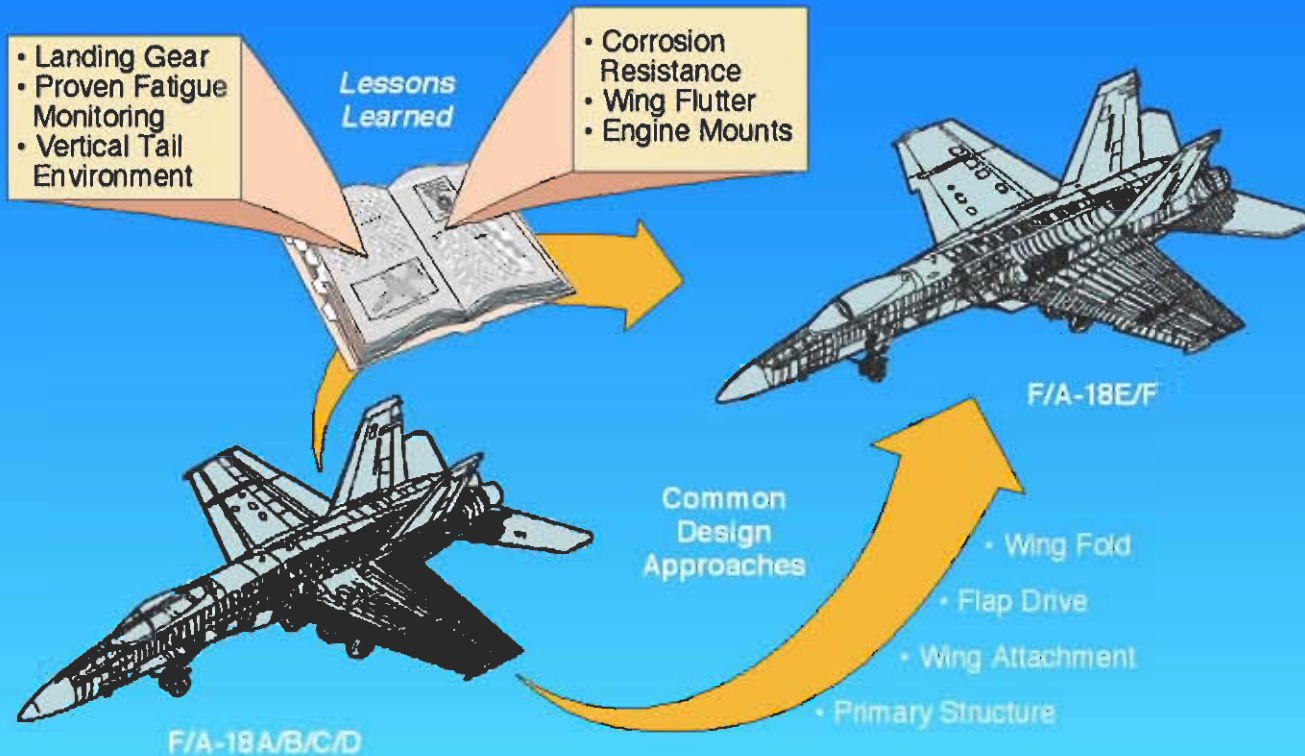 • Landing Gear
• Proven Fatigue
Monitoring
• Vertical Tail
Environment
Lessons
Learned
• Corrosion
Resistance
• Wing Flutter
• Engine Mounts
F/A-18E/F
Common
Design
Approaches
• Wing Fold
• Flap Drive
• Wing Attachment
• Primary Structure
F/A-18A/B/C/D